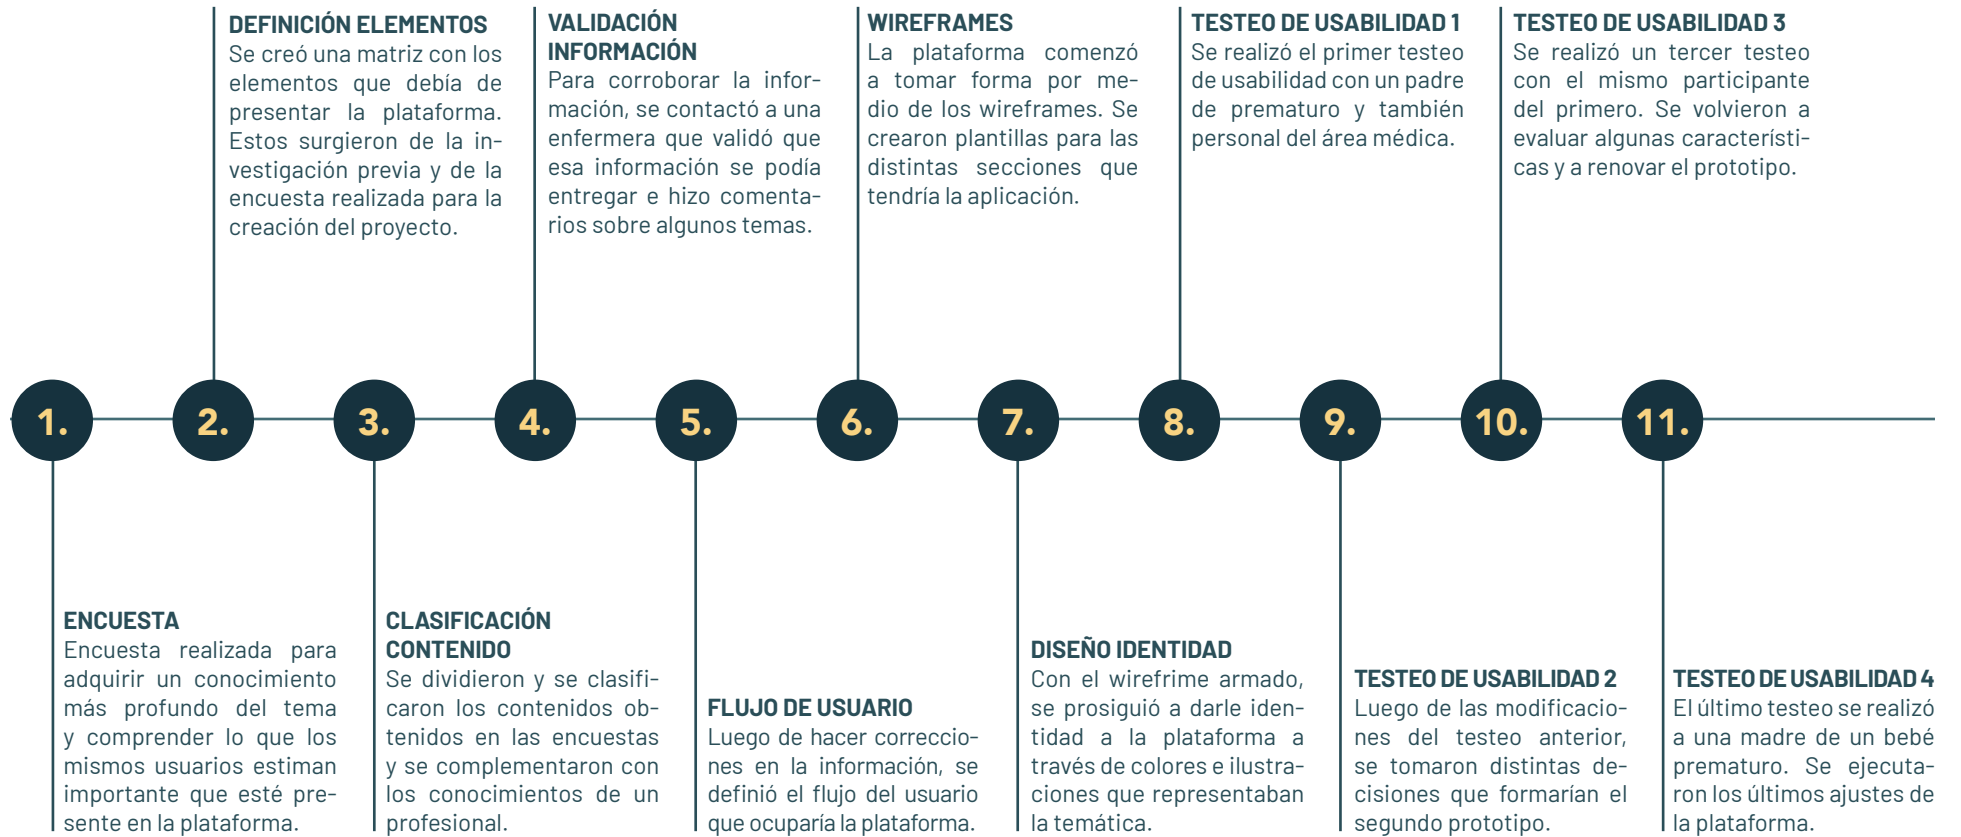 DEFINICIÓN ELEMENTOS
Se creó una matriz con los
elementos que debía de
presentar la plataforma.
Estos surgieron de la in-
vestigación previa y de la
encuesta realizada para la
creación del proyecto.
VALIDACIÓN
INFORMACIÓN
Para corroborar la infor-
mación, se contactó a una
enfermera que validó que
esa información se podía
entregar e hizo comenta-
rios sobre algunos temas.
WIREFRAMES
La plataforma comenzó
a tomar forma por me-
dio de los wireframes. Se
crearon plantillas para las
distintas secciones que
tendría la aplicación.
TESTEO DE USABILIDAD 1
Se realizó el primer testeo
de usabilidad con un padre
de prematuro y también
personal del área médica.
TESTEO DE USABILIDAD 3
Se realizó un tercer testeo
con el mismo participante
del primero. Se volvieron a
evaluar algunas característi-
cas y a renovar el prototipo.
1.
2.
3.
4.
5.
6.
7.
8.
9.
10.
11.
ENCUESTA
Encuesta realizada para
adquirir un conocimiento
más profundo del tema
y comprender lo que los
mismos usuarios estiman
importante que esté pre-
sente en la plataforma.
CLASIFICACIÓN
CONTENIDO
Se dividieron y se clasifi-
caron los contenidos ob-
tenidos en las encuestas
y se complementaron con
los conocimientos de un
profesional.
FLUJO DE USUARIO
Luego de hacer correccio-
nes en la información, se
definió el flujo del usuario
que ocuparía la plataforma.
DISEÑO IDENTIDAD
Con el wirefrime armado,
se prosiguió a darle iden-
tidad a la plataforma a
través de colores e ilustra-
ciones que representaban
la temática.
TESTEO DE USABILIDAD 2
Luego de las modificacio-
nes del testeo anterior,
se tomaron distintas de-
cisiones que formarían el
segundo prototipo.
TESTEO DE USABILIDAD 4
El último testeo se realizó
a una madre de un bebé
prematuro. Se ejecuta-
ron los últimos ajustes de
la plataforma.